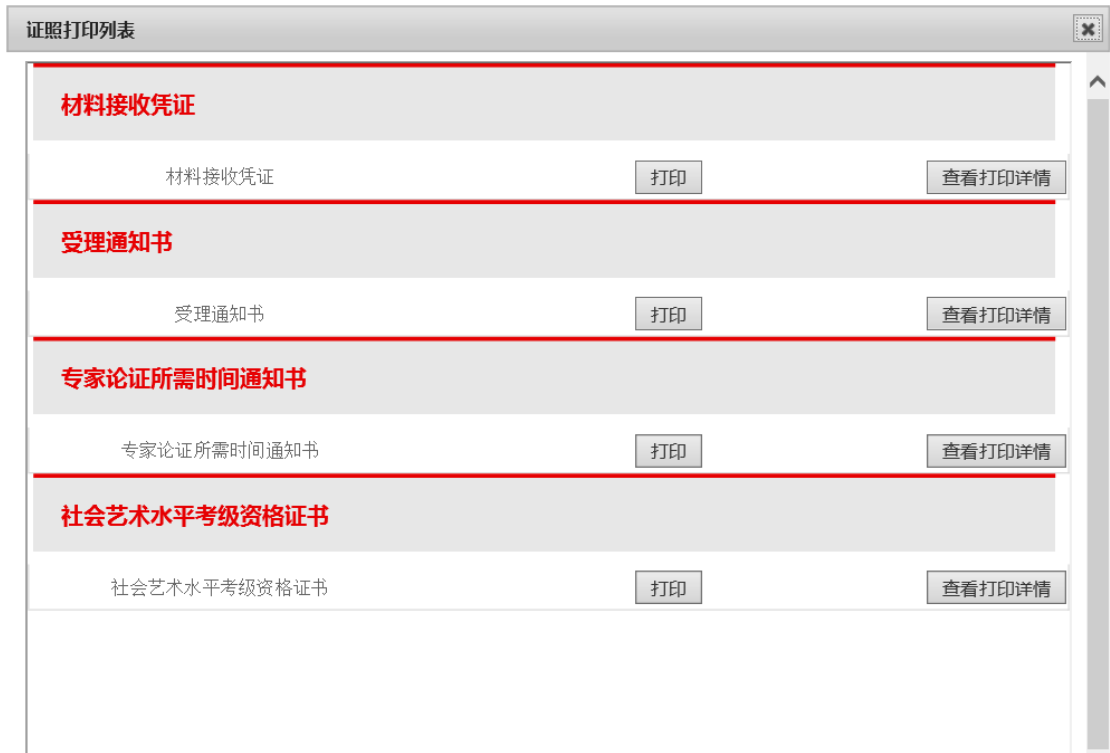 证照打印列表
材料接收凭证
材料接收凭证 打印 查看打印详情
受理通知书
受理通知书 打印 查看打印详情
专家论证所需时间通知书
专家论证所需时间通知书 打印 查看打印详情
社会艺术水平考级资格证书
社会艺术水平考级资格证书 打印 查看打印详情